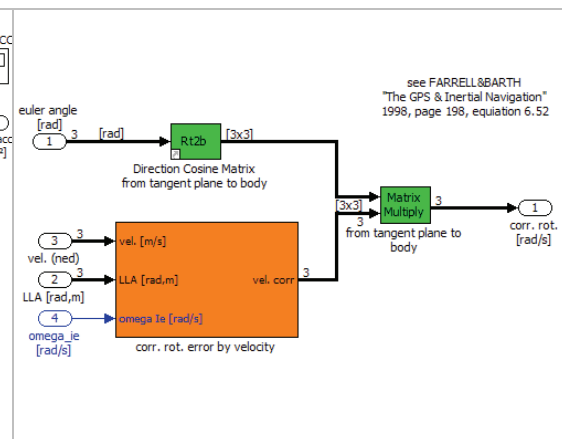 see FARRELL&BARTH
"The GPS & Inertial Navigation"
1998, page 198, equiation 6.52
euler angle
[rad]
1
3
[rad]
Rt2b
[3x3]
Direction Cosine Matrix
from tangent plane to body
[3x3]
3
Matrix
Multiply
3
from tangent plane to
body
1
corr. rot.
[rad/s]
3
3
vel. (ned)
vel. [m/s]
2
3
LLA [rad,m]
LLA [rad,m]
vel. corr
3
4
omega_ie
[rad/s]
omega Ie [rad/s]
corr. rot. error by velocity